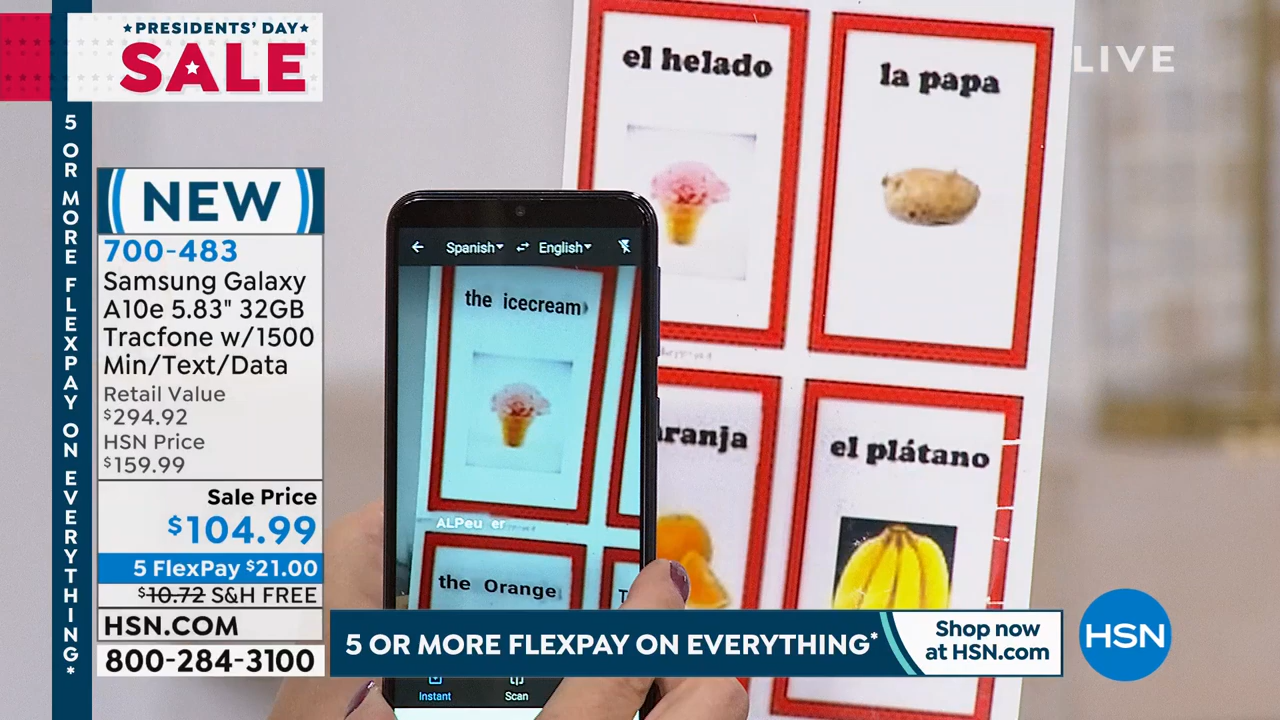 PRESIDENTS' DAY
SALE
5 OR MORE FLEXPAY ON EVERYTHING*
NEW
700-483
Samsung Galaxy
A10e 5.83" 32GB
Tracfone w/1500
Min/Text/Data
Retail Value
$294.92
HSN Price
$159.99
Sale Price
$104.99
5 FlexPay $21.00
$10.72 S&H FREE
HSN.COM
800-284-3100
LIVE
el helado
la papa
aranja
el plátano
Spanish English
the icecream
ALPeu er
the Orange
T
Instant Scan
5 OR MORE FLEXPAY ON EVERYTHING*
Shop now
at HSN.com
HSN